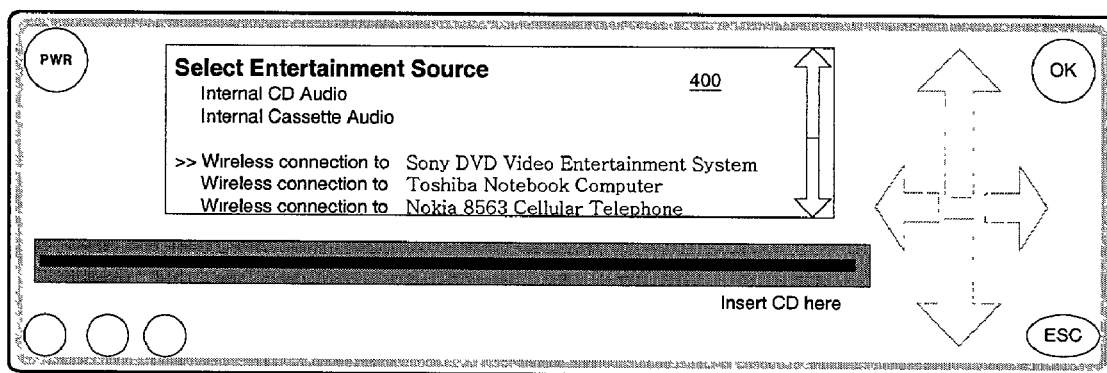 PWR
Select Entertainment Source
400
OK
Internal CD Audio
Internal Cassette Audio
>> Wireless connection to Sony DVD Video Entertainment System
Wireless connection to Toshiba Notebook Computer
Wireless connection to Nokia 8563 Cellular Telephone
Insert CD here
ESC